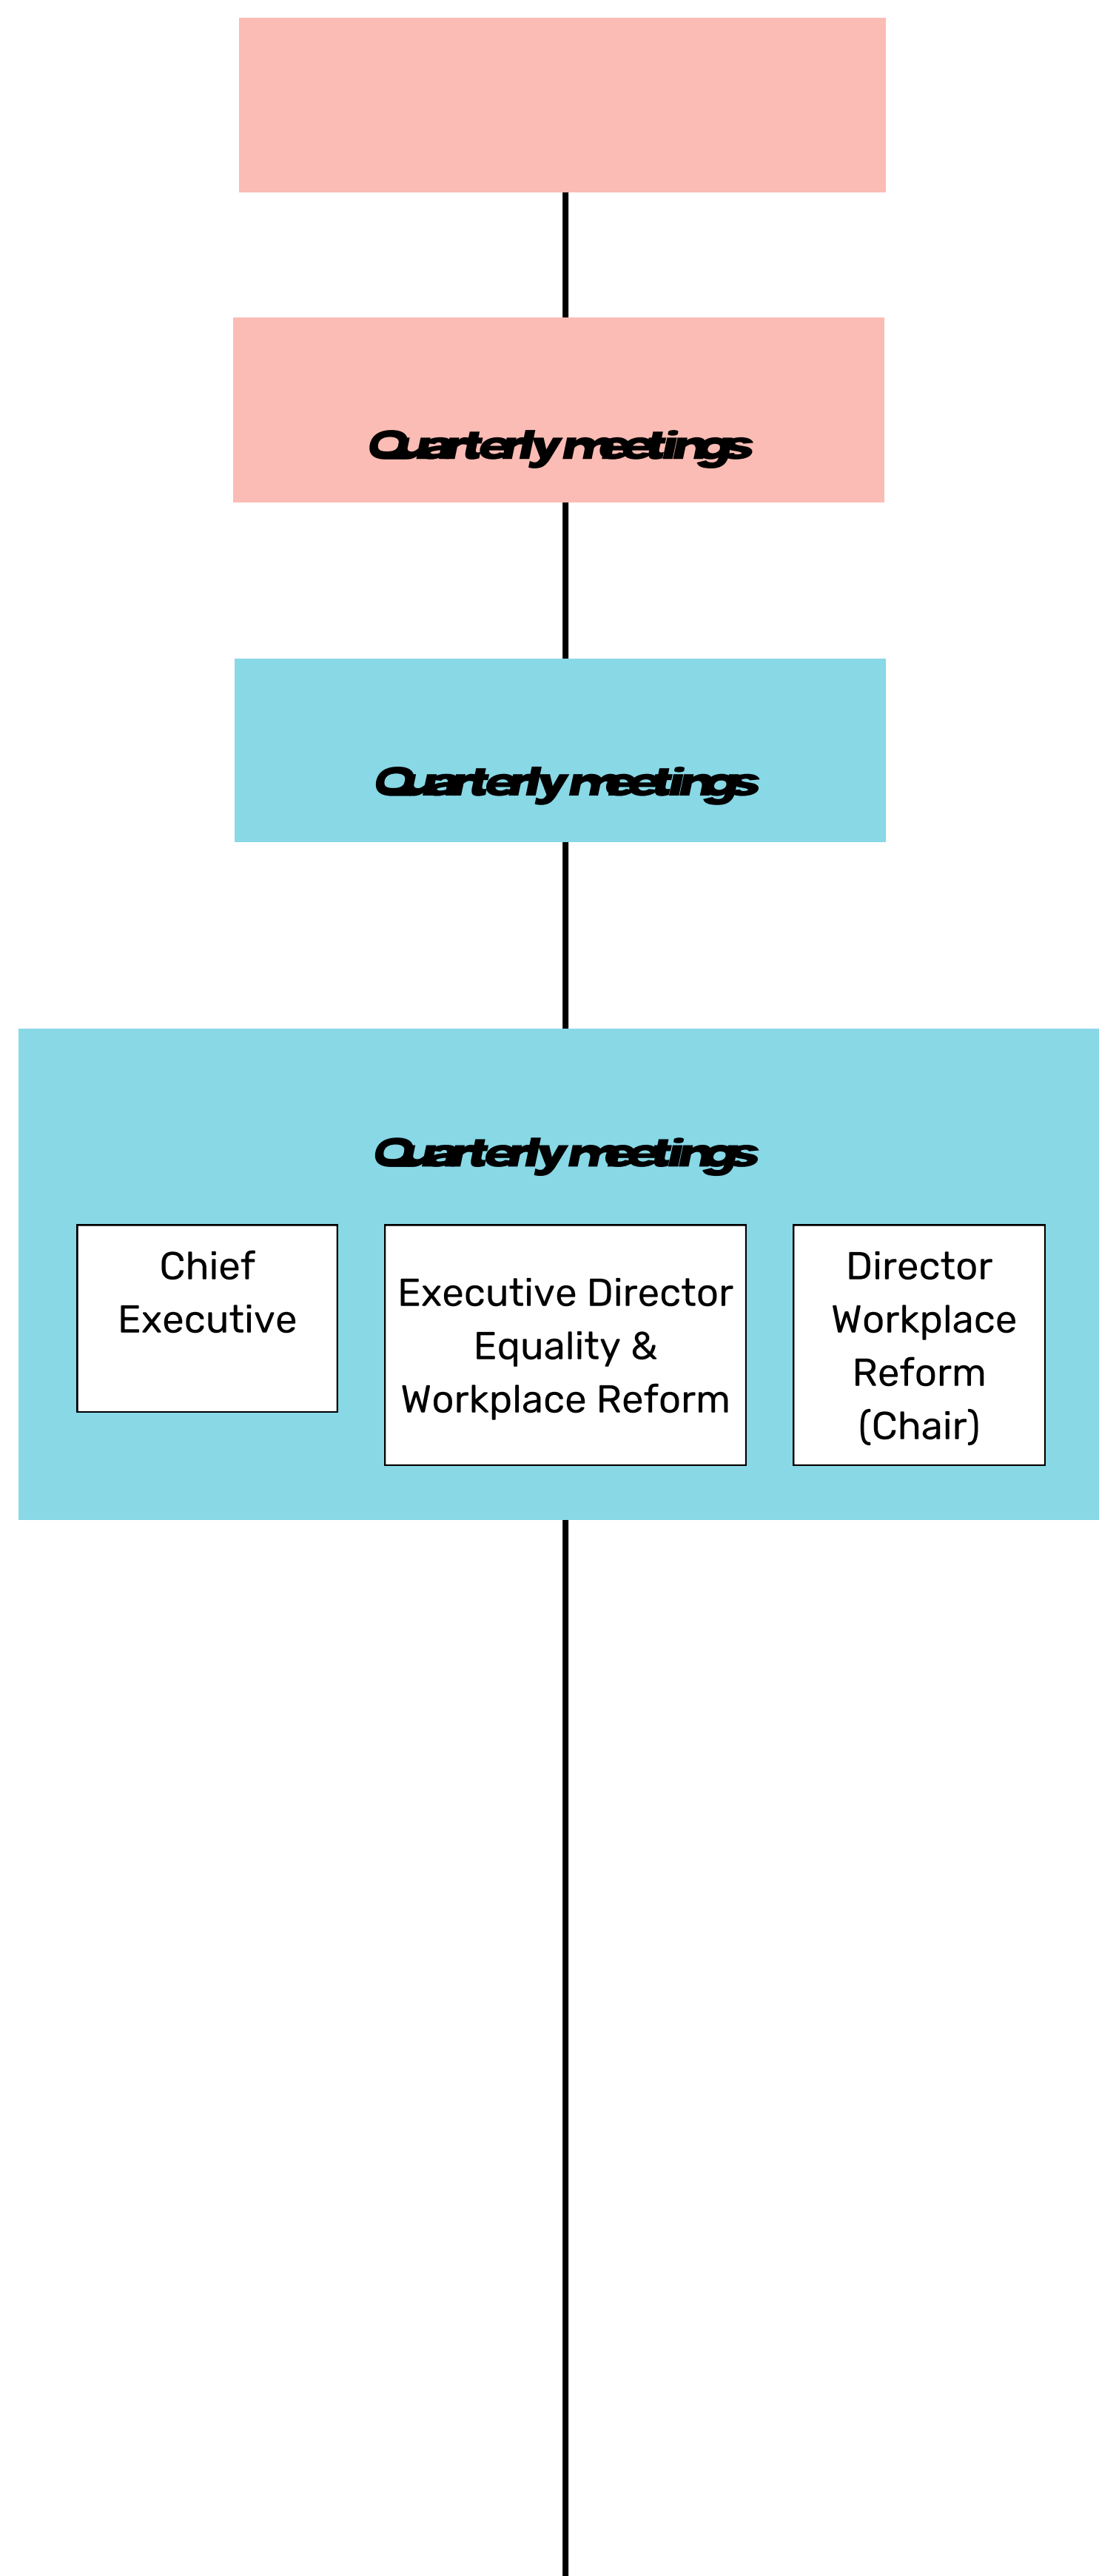 Quarterly meetings
Quarterly meetings
Quarterly meetings
Chief
Executive
Executive Director
Equality &
Workplace Reform
Director
Workplace
Reform
(Chair)